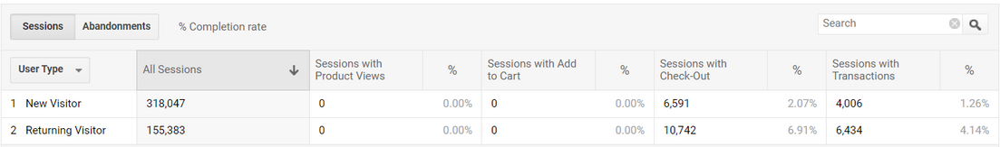 Sessions Abandonments % Completion rate Search
User Type All Sessions Sessions with Product Views % Sessions with Add to Cart % Sessions with Check-Out % Sessions with Transactions %
1 New Visitor 318,047 0 0.00% 0 0.00% 6,591 2.07% 4,006 1.26%
2 Returning Visitor 155,383 0 0.00% 0 0.00% 10,742 6.91% 6,434 4.14%